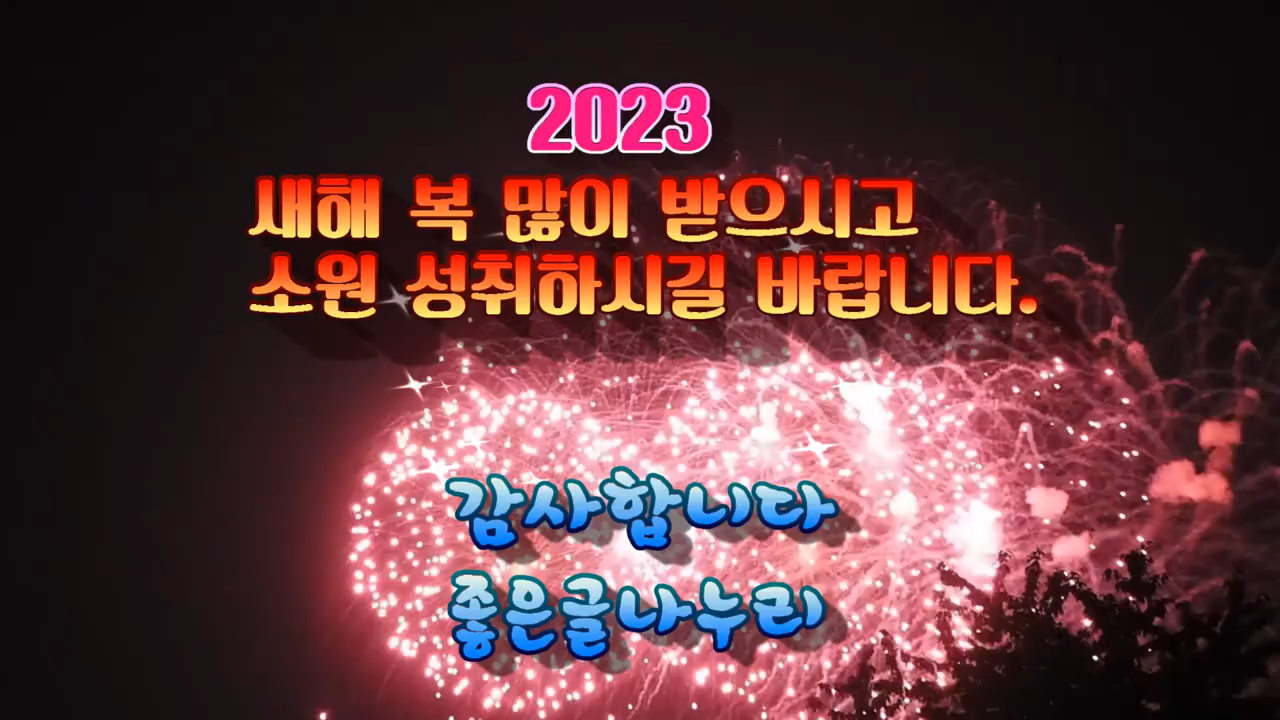 2023
새해 복 많이 받으시고
소원 성취하시길 바랍니다.
감사합니다
좋은글나누리